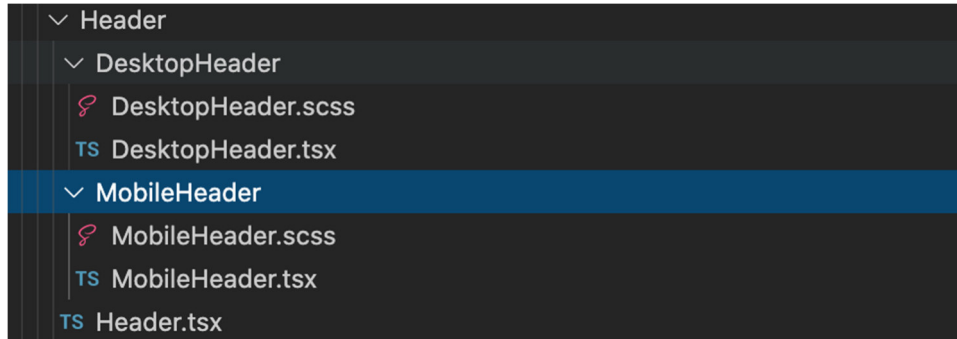 Header
DesktopHeader
DesktopHeader.scss
TS DesktopHeader.tsx
MobileHeader
MobileHeader.scss
TS MobileHeader.tsx
TS Header.tsx